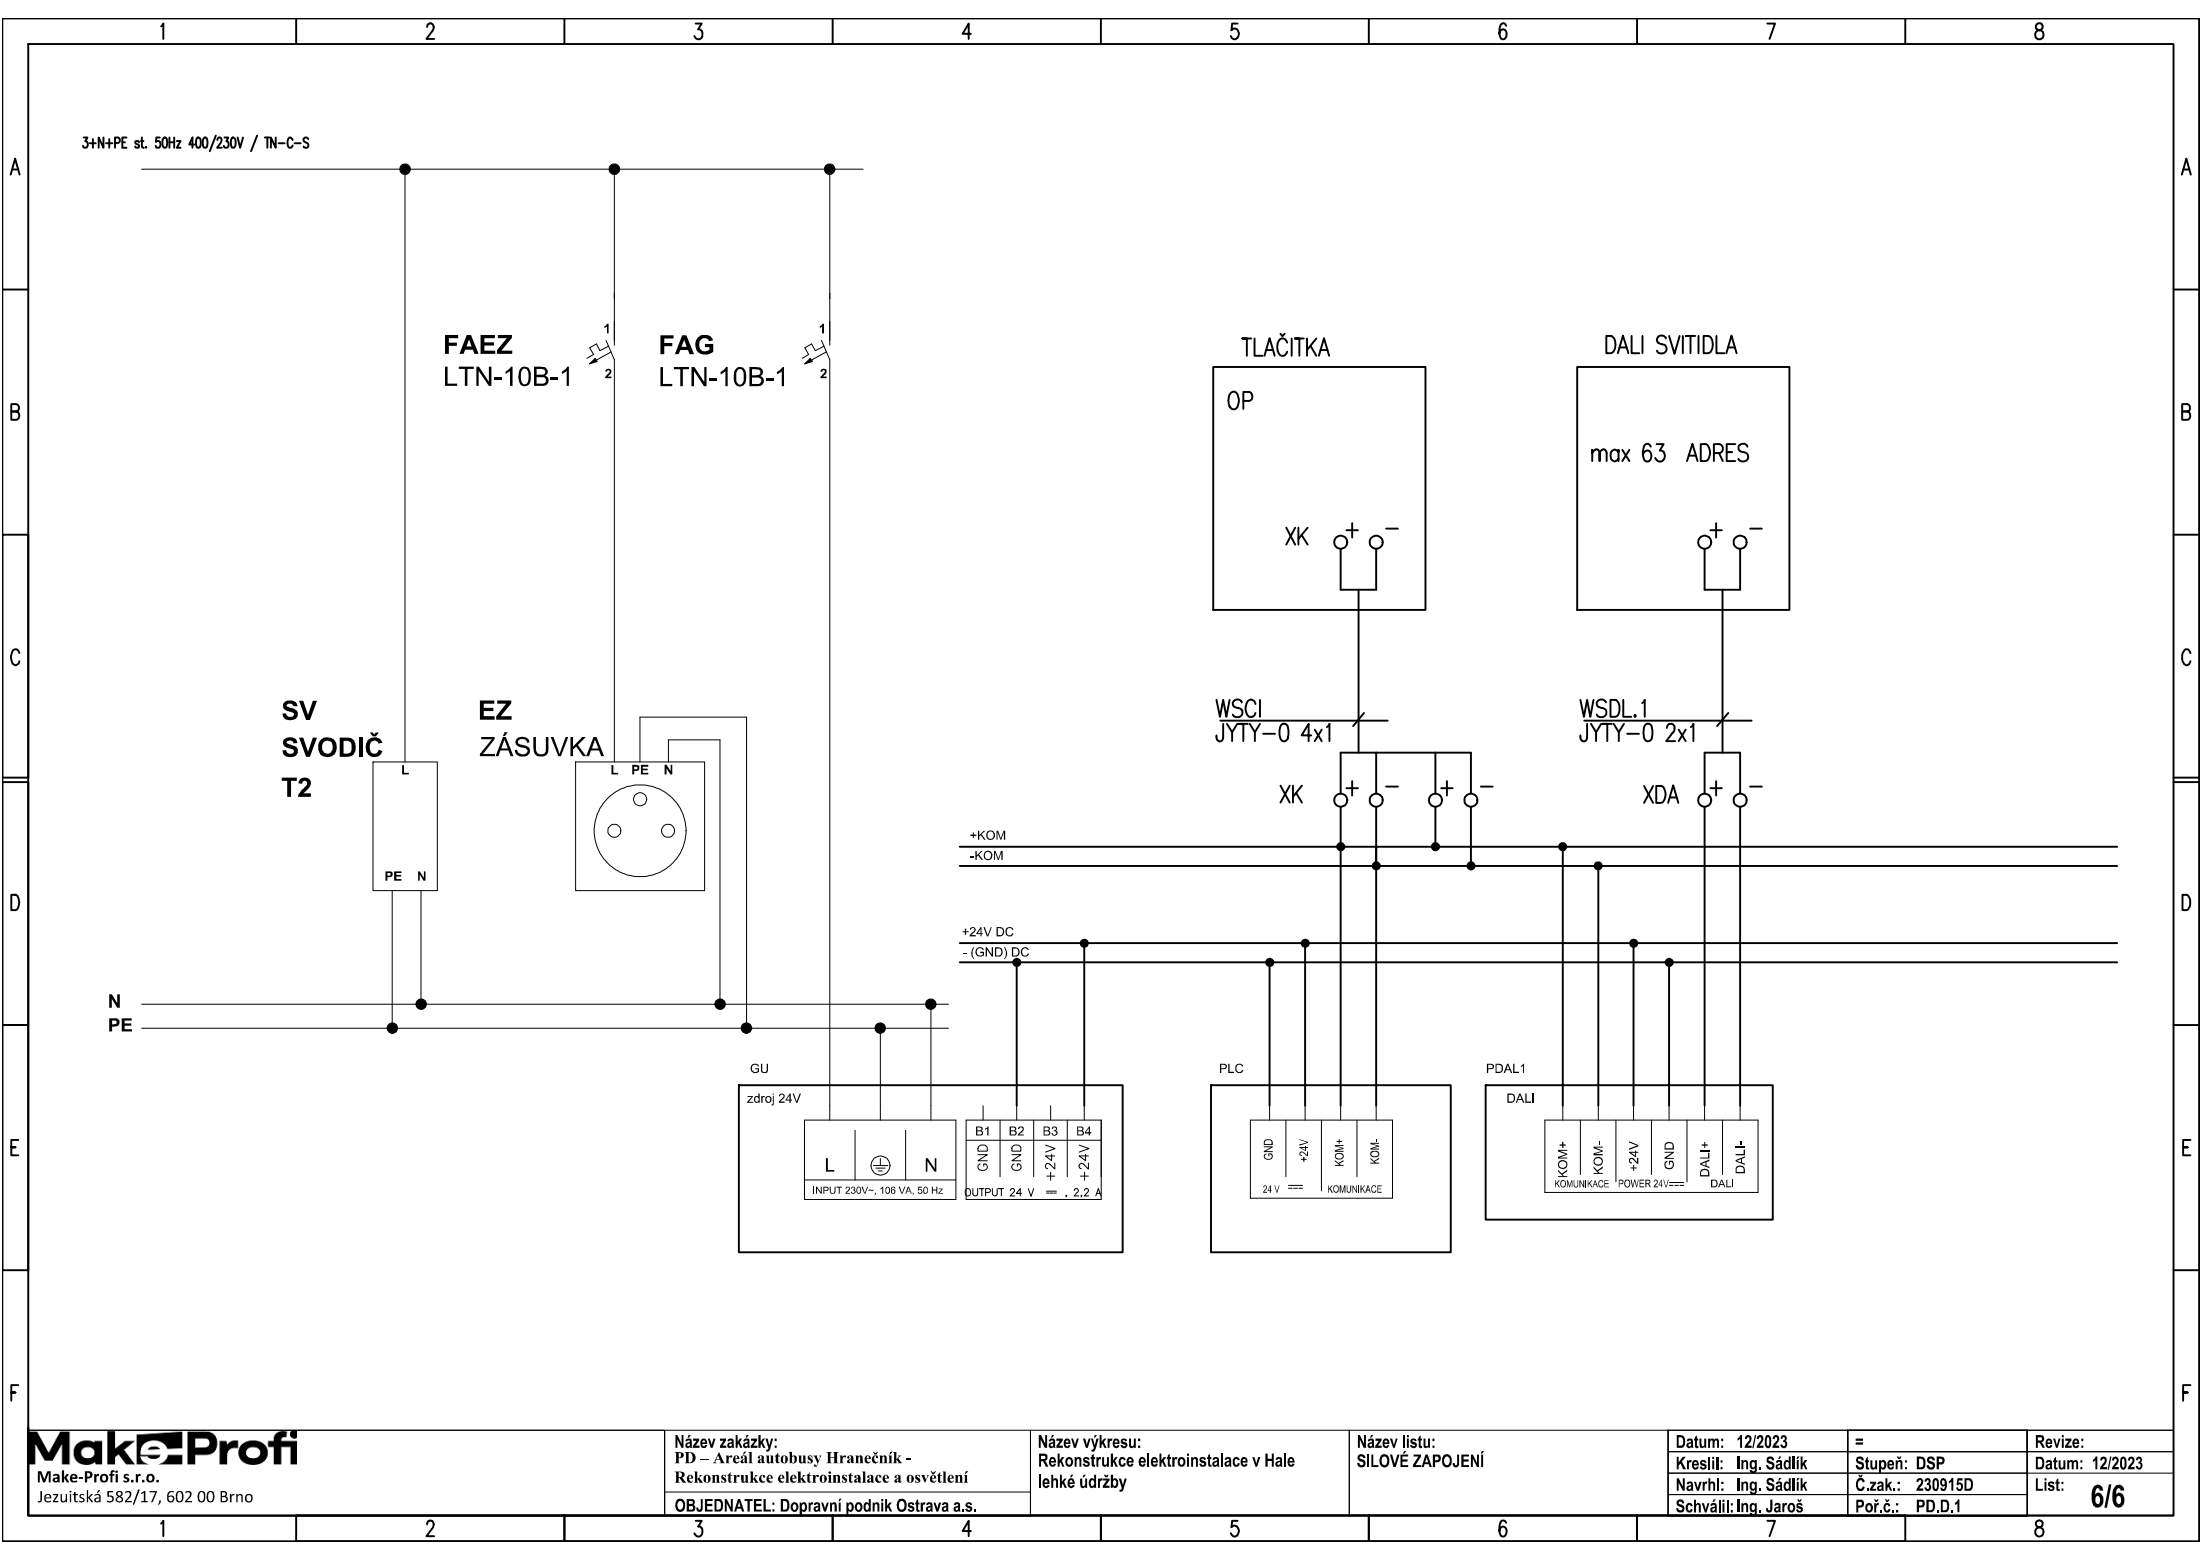 1 2 3 4 5 6 7 8
A
B
C
D
E
F
A
B
C
D
E
F
3+N+PE st. 50Hz 400/230V / TN-C-S
FAEZ
LTN-10B-1
1
2
FAG
LTN-10B-1
1
2
TLAČITKA
OP
XK + −
DALI SVITIDLA
max 63 ADRES
+ −
SV
SVODIČ
T2
L
PE N
EZ
ZÁSUVKA
L PE N
WSCI
JYTY-0 4x1
WSDL.1
JYTY-0 2x1
XK + − + −
XDA + −
+KOM
-KOM
+24V DC
- (GND) DC
N
PE
GU
zdroj 24V
L N
INPUT 230V~, 106 VA, 50 Hz
B1 B2 B3 B4
GND GND +24V +24V
OUTPUT 24 V ⎓ , 2,2 A
PLC
GND +24V KOM+ KOM-
24 V KOMUNIKACE
PDAL1
DALI
KOM+ KOM- +24V GND DALI+ DALI-
KOMUNIKACE POWER 24V DALI
Make-Profi
Make-Profi s.r.o.
Jezuitská 582/17, 602 00 Brno
Název zakázky:
PD – Areál autobusy Hranečník -
Rekonstrukce elektroinstalace a osvětlení
OBJEDNATEL: Dopravní podnik Ostrava a.s.
Název výkresu:
Rekonstrukce elektroinstalace v Hale
lehké údržby
Název listu:
SILOVÉ ZAPOJENÍ
Datum: 12/2023
Kreslil: Ing. Sádlík
Navrhl: Ing. Sádlík
Schválil: Ing. Jaroš
=
Stupeň: DSP
Č.zak.: 230915D
Poř.č.: PD.D.1
Revize:
Datum: 12/2023
List: 6/6
1 2 3 4 5 6 7 8